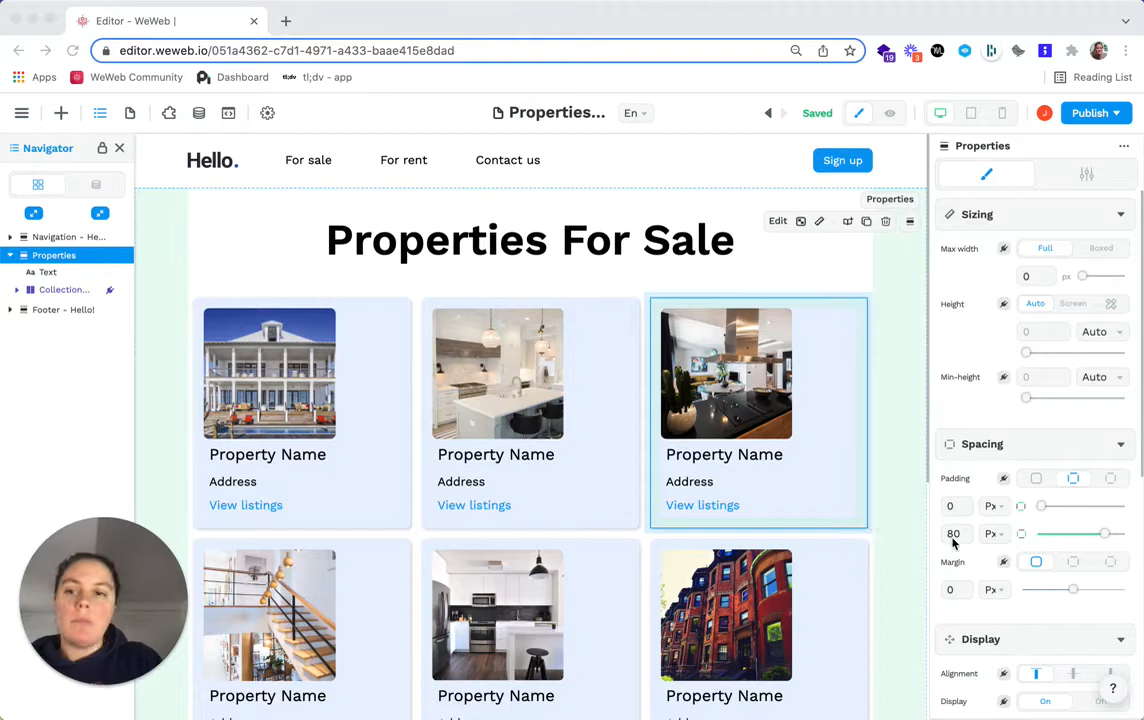 Editor - WeWeb |
editor.weweb.io/051a4362-c7d1-4971-a433-baae415e8dad
19
3
Apps
WeWeb Community
Dashboard
tl;dv
tl;dv - app
Reading List
Properties...
En
Saved
J
Publish
Navigator
Navigation - He...
Properties
Aa Text
Collection...
Footer - Hello!
Hello.
For sale
For rent
Contact us
Sign up
Properties
Edit
Properties For Sale
Property Name
Address
View listings
Property Name
Address
View listings
Property Name
Address
View listings
Property Name
Property Name
Property Name
Properties
Sizing
Max width
Full
Boxed
0
px
Height
Auto
Screen
0
Auto
Min-height
0
Auto
Spacing
Padding
0
Px
80
Px
Margin
0
Px
Display
Alignment
Display
On
?